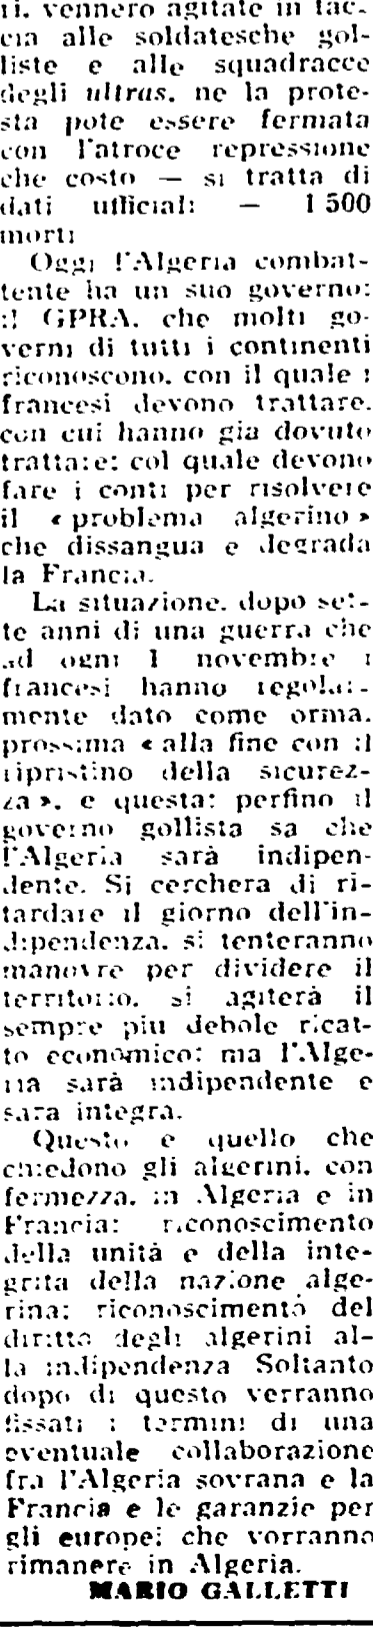 ri, vennero agitate in fac-
cia alle soldatesche gol-
liste e alle squadracce
degli ultras, né la prote-
sta poté essere fermata
con l'atroce repressione
che costò — si tratta di
dati ufficiali — 1500
morti
Oggi l'Algeria combat-
tente ha un suo governo:
il GPRA, che molti go-
verni di tutti i continenti
riconoscono, con il quale i
francesi devono trattare,
con cui hanno già dovuto
trattare; col quale devono
fare i conti per risolvere
il «problema algerino»
che dissangua e degrada
la Francia.
La situazione, dopo set-
te anni di una guerra che
ad ogni 1 novembre i
francesi hanno regolar-
mente dato come ormai
prossima «alla fine con il
ripristino della sicurez-
za», è questa: perfino il
governo gollista sa che
l'Algeria sarà indipen-
dente. Si cercherà di ri-
tardare il giorno dell'in-
dipendenza, si tenteranno
manovre per dividere il
territorio, si agiterà il
sempre più debole ricat-
to economico; ma l'Alge-
ria sarà indipendente e
sarà integra.
Questo è quello che
chiedono gli algerini, con
fermezza, in Algeria e in
Francia: riconoscimento
della unità e della inte-
grità della nazione alge-
rina; riconoscimento del
diritto degli algerini al-
la indipendenza Soltanto
dopo di questo verranno
fissati i termini di una
eventuale collaborazione
fra l'Algeria sovrana e la
Francia e le garanzie per
gli europei che vorranno
rimanere in Algeria.
MARIO GALLETTI